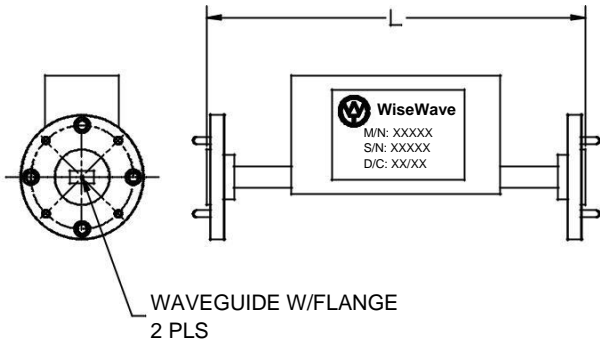 L
WiseWave
M/N: XXXXX
S/N: XXXXX
D/C: XX/XX
WAVEGUIDE W/FLANGE
2 PLS